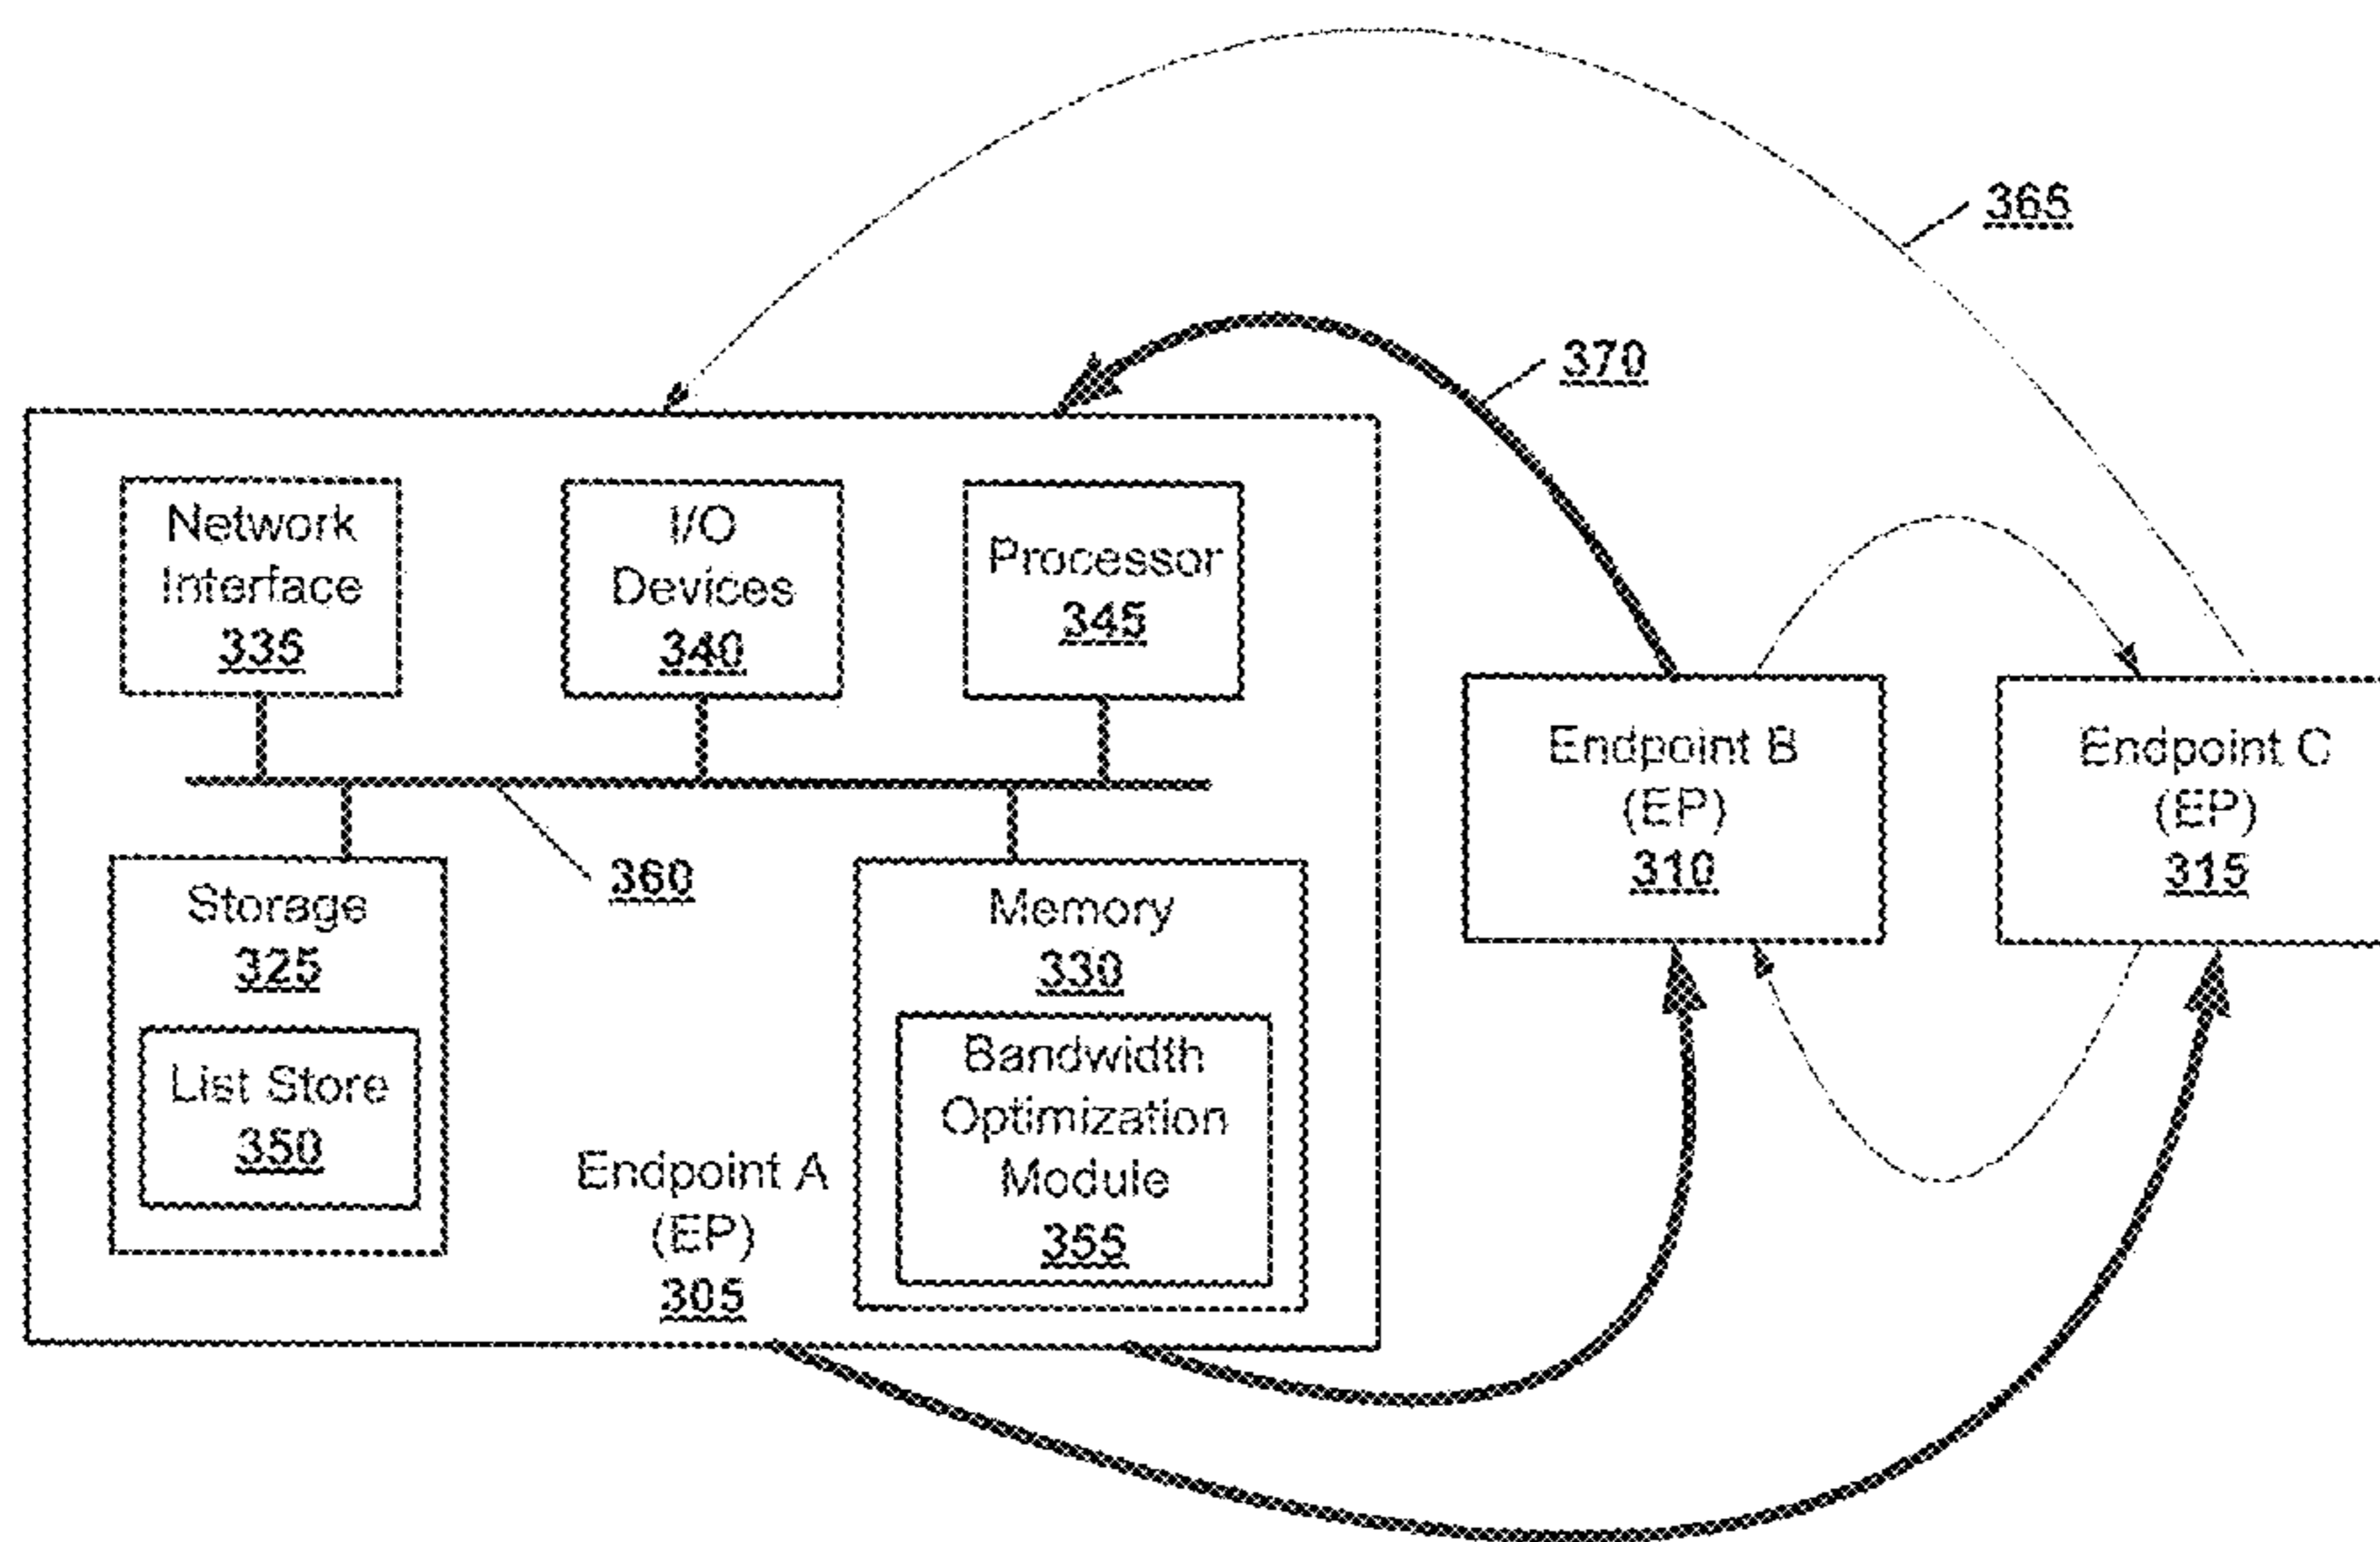 365
370
Network
Interface
335
I/O
Devices
340
Processor
345
Endpoint B
(EP)
310
Endpoint C
(EP)
315
360
Storage
325
List Store
350
Memory
330
Bandwidth
Optimization
Module
355
Endpoint A
(EP)
305